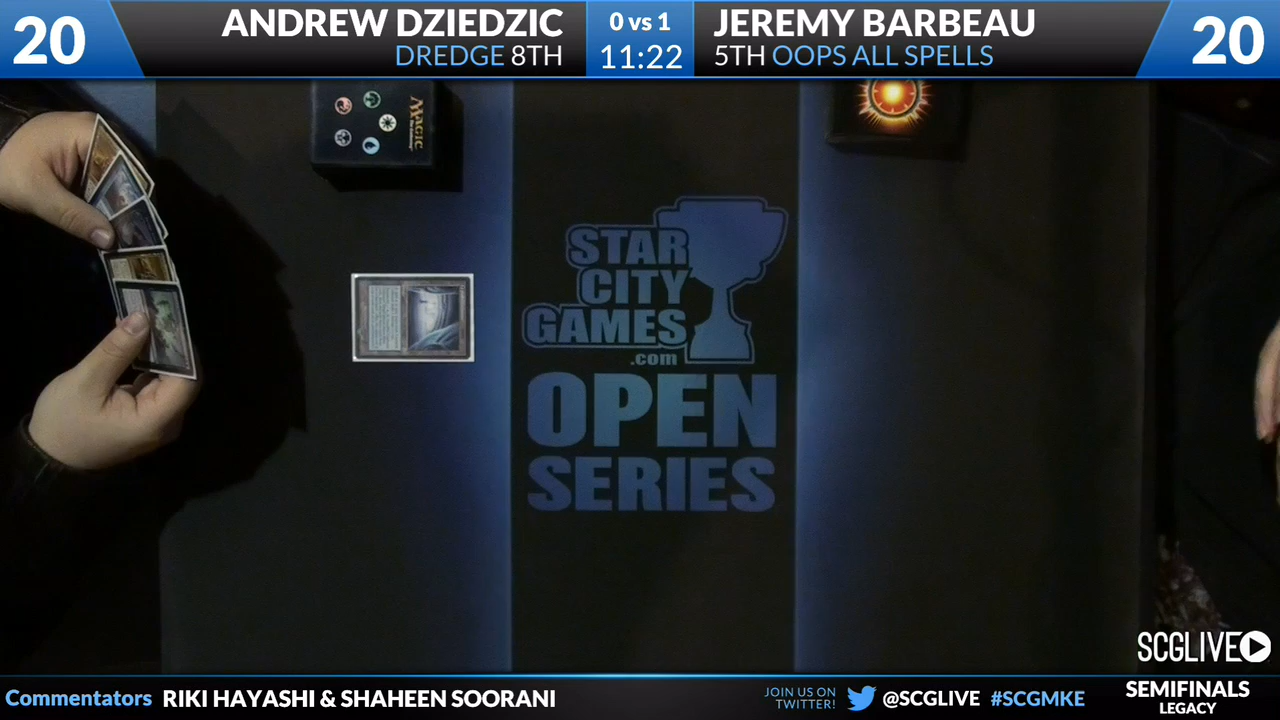 20
ANDREW DZIEDZIC
DREDGE 8TH
0 vs 1
11:22
JEREMY BARBEAU
5TH OOPS ALL SPELLS
20
MAGIC
STAR
CITY
GAMES
.com
OPEN
SERIES
SCGLIVE
Commentators RIKI HAYASHI & SHAHEEN SOORANI
JOIN US ON
TWITTER!
@SCGLIVE #SCGMKE
SEMIFINALS
LEGACY